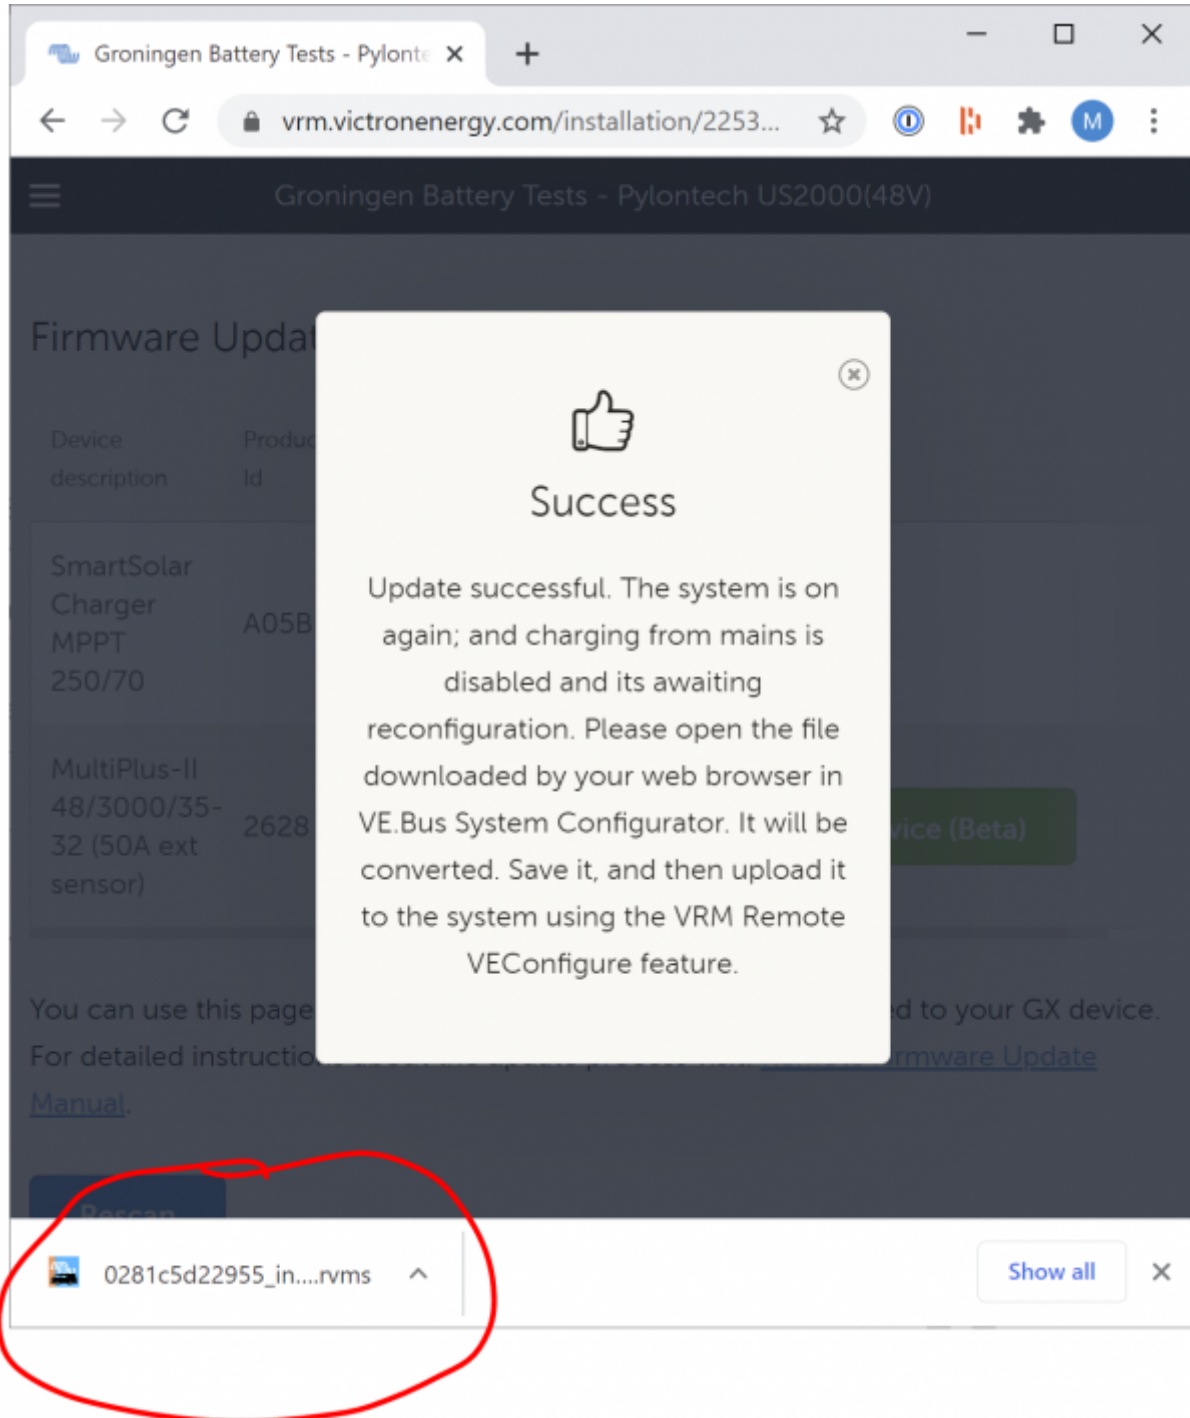 Groningen Battery Tests - Pylonte
vrm.victronenergy.com/installation/2253...
M
Groningen Battery Tests - Pylontech US2000(48V)
Firmware Updat
Device
description
Produc
Id
SmartSolar
Charger
MPPT
250/70
A05B
MultiPlus-II
48/3000/35-
32 (50A ext
sensor)
2628
vice (Beta)
Success
Update successful. The system is on
again; and charging from mains is
disabled and its awaiting
reconfiguration. Please open the file
downloaded by your web browser in
VE.Bus System Configurator. It will be
converted. Save it, and then upload it
to the system using the VRM Remote
VEConfigure feature.
You can use this page ed to your GX device.
For detailed instructio rmware Update
Manual.
Rescan
0281c5d22955_in....rvms
Show all